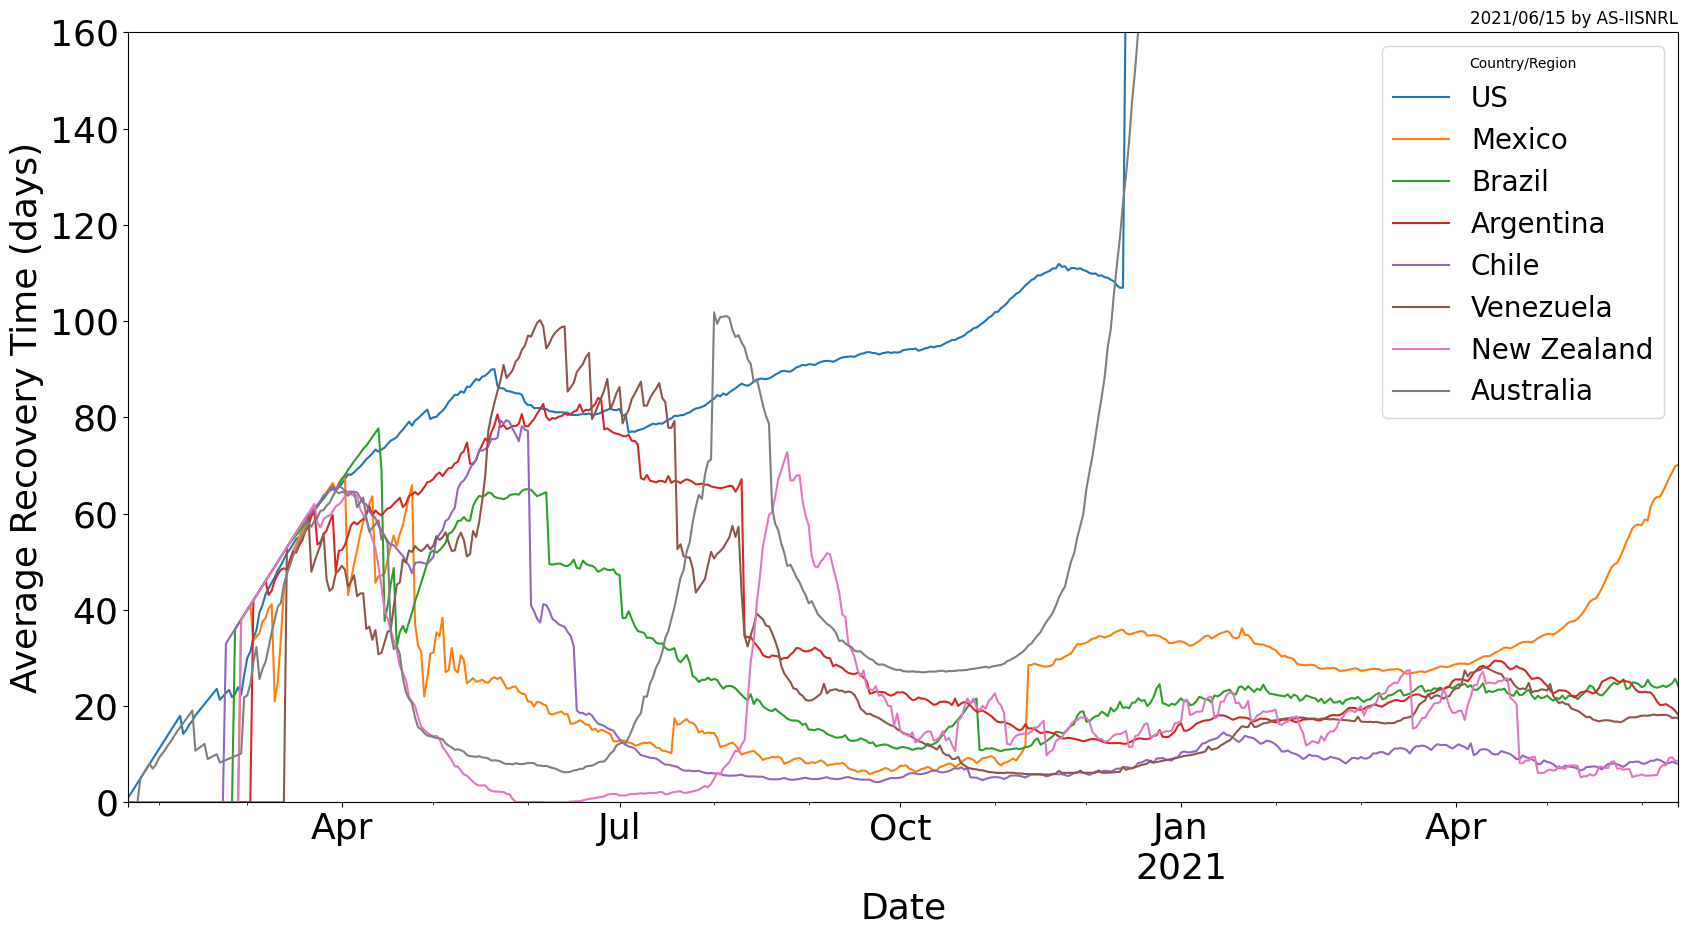 2021/06/15 by AS-IISNRL
Average Recovery Time (days)
160
140
120
100
80
60
40
20
0
Country/Region
US
Mexico
Brazil
Argentina
Chile
Venezuela
New Zealand
Australia
Apr Jul Oct Jan Apr
2021
Date